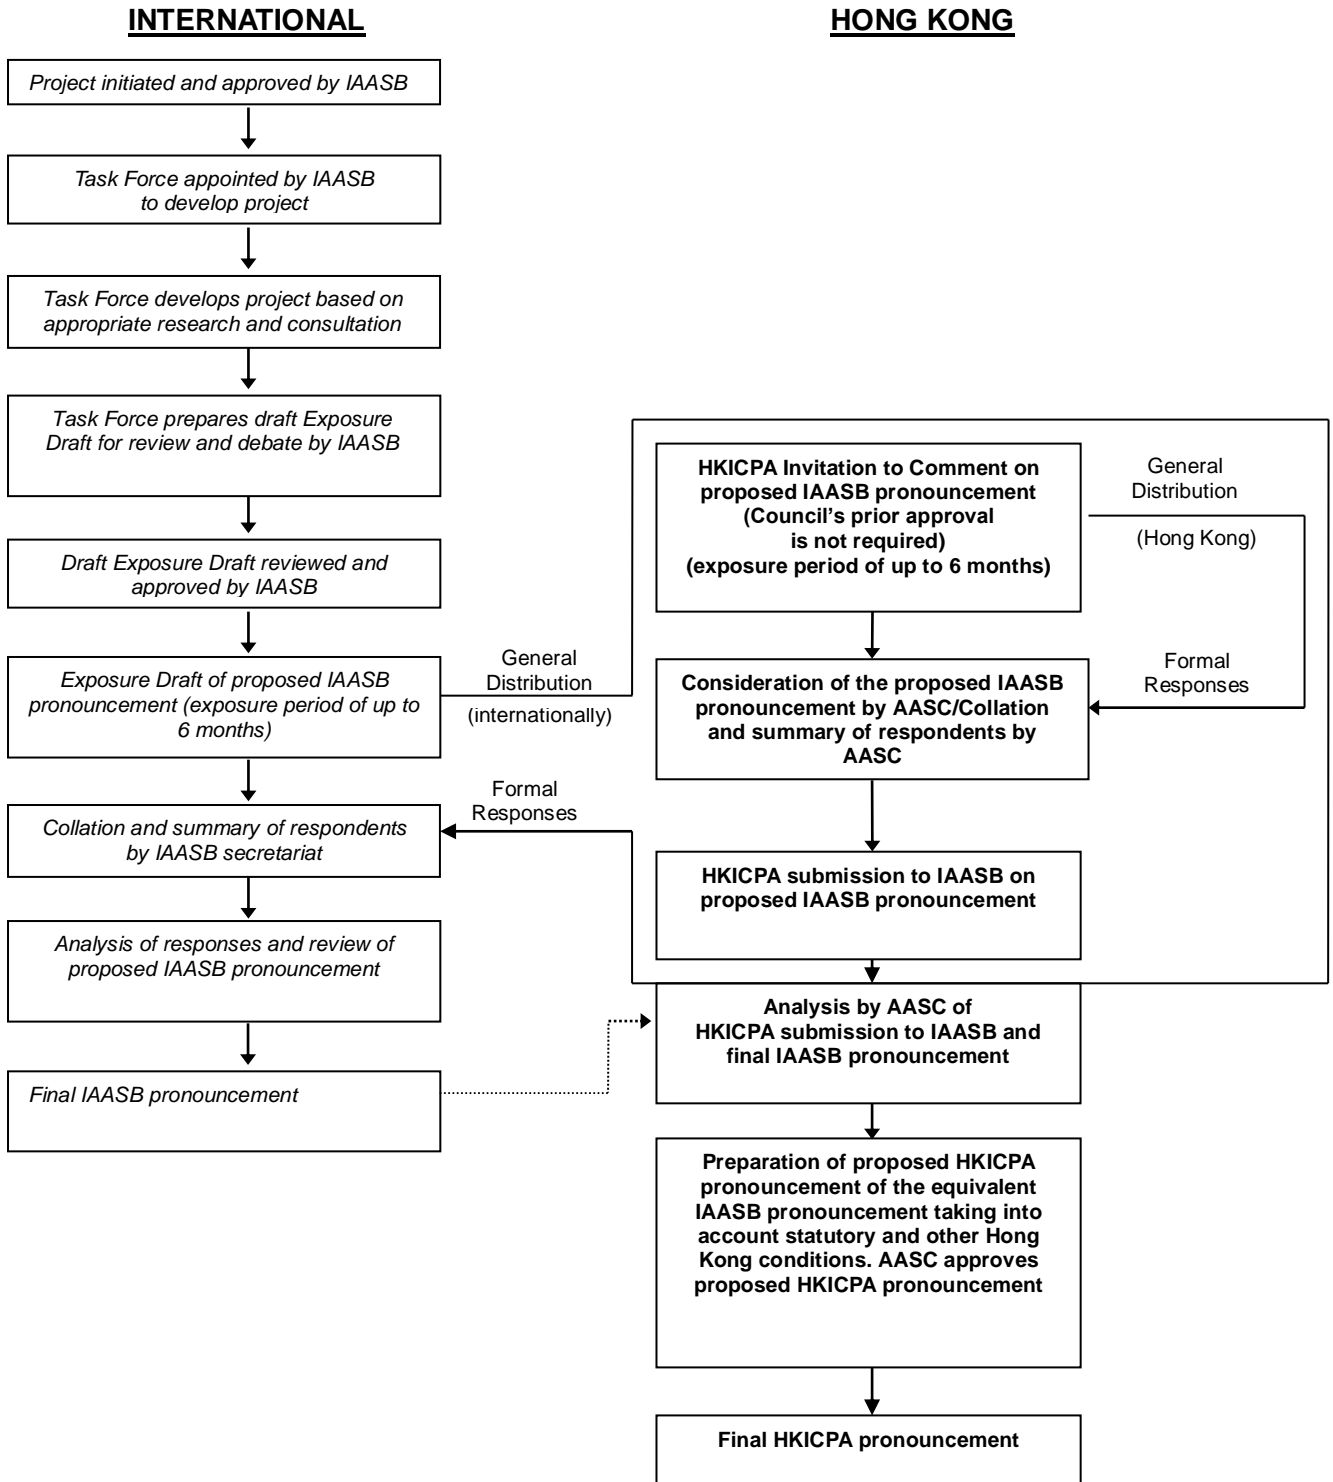 INTERNATIONAL
HONG KONG
Project initiated and approved by IAASB
Task Force appointed by IAASB
to develop project
Task Force develops project based on
appropriate research and consultation
Task Force prepares draft Exposure
Draft for review and debate by IAASB
Draft Exposure Draft reviewed and
approved by IAASB
Exposure Draft of proposed IAASB
pronouncement (exposure period of up to
6 months)
General
Distribution
(internationally)
Collation and summary of respondents
by IAASB secretariat
Formal
Responses
Analysis of responses and review of
proposed IAASB pronouncement
Final IAASB pronouncement
HKICPA Invitation to Comment on
proposed IAASB pronouncement
(Council's prior approval
is not required)
(exposure period of up to 6 months)
General
Distribution
(Hong Kong)
Consideration of the proposed IAASB
pronouncement by AASC/Collation
and summary of respondents by
AASC
Formal
Responses
HKICPA submission to IAASB on
proposed IAASB pronouncement
Analysis by AASC of
HKICPA submission to IAASB and
final IAASB pronouncement
Preparation of proposed HKICPA
pronouncement of the equivalent
IAASB pronouncement taking into
account statutory and other Hong
Kong conditions. AASC approves
proposed HKICPA pronouncement
Final HKICPA pronouncement